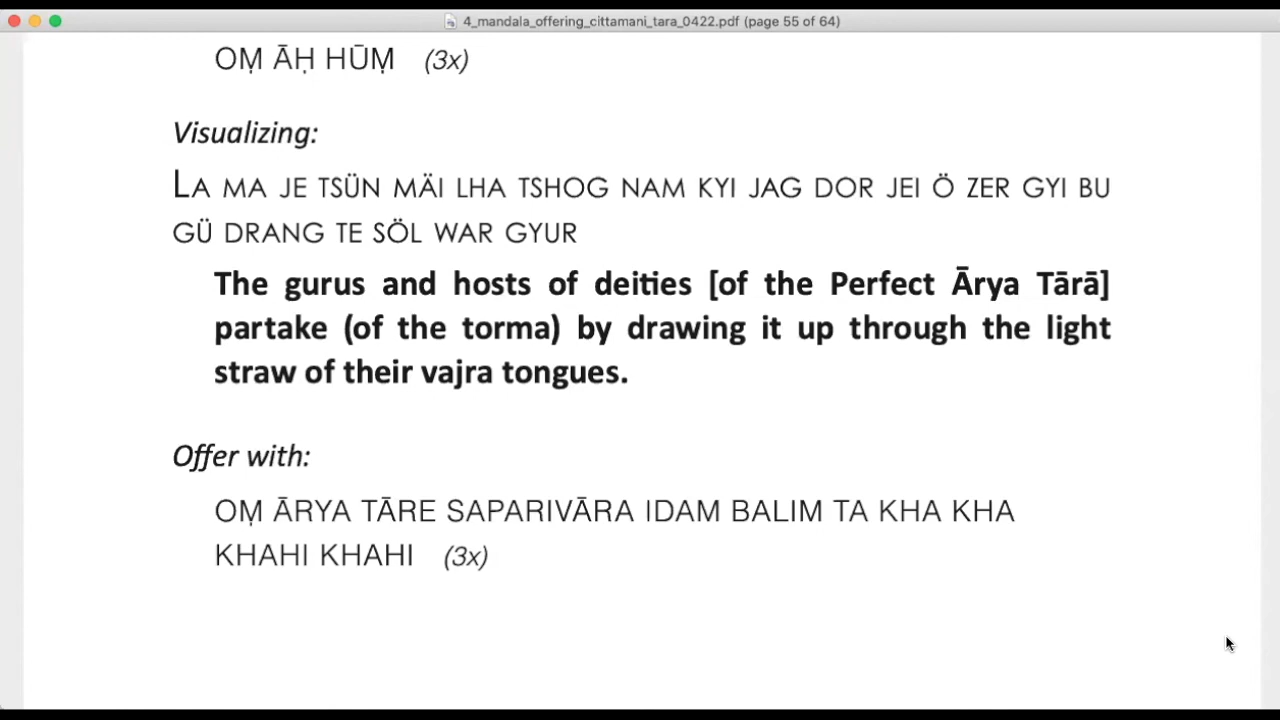 4_mandala_offering_cittamani_tara_0422.pdf (page 55 of 64)
OṂ ĀḤ HŪṂ (3x)
Visualizing:
LA MA JE TSÜN MÄI LHA TSHOG NAM KYI JAG DOR JEI Ö ZER GYI BU
GÜ DRANG TE SÖL WAR GYUR
The gurus and hosts of deities [of the Perfect Ārya Tārā]
partake (of the torma) by drawing it up through the light
straw of their vajra tongues.
Offer with:
OṂ ĀRYA TĀRE SAPARIVĀRA IDAM BALIM TA KHA KHA
KHAHI KHAHI (3x)